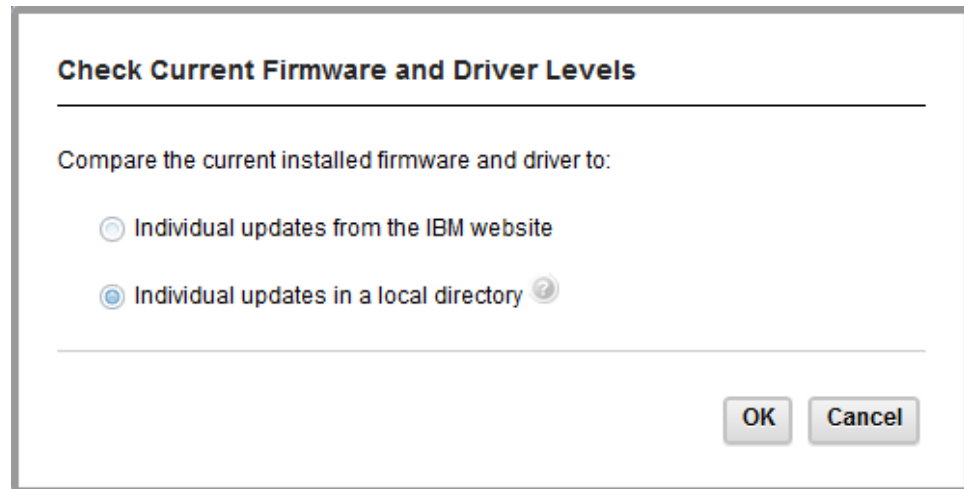 Check Current Firmware and Driver Levels
Compare the current installed firmware and driver to:
Individual updates from the IBM website
Individual updates in a local directory ?
OK Cancel